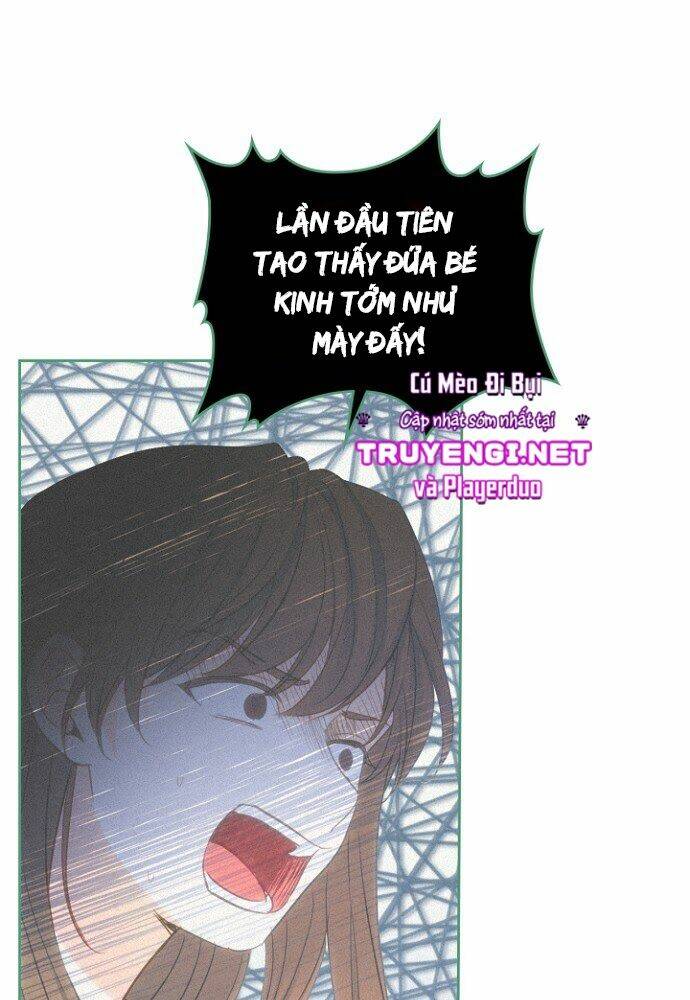 LẦN ĐẦU TIÊN
TAO THẤY ĐỨA BÉ
KINH TỞM NHƯ
MÀY ĐẤY!
Cú Mèo Đi Bụi
Cập nhật sớm nhất tại
TRUYENGI.NET
và Playerduo